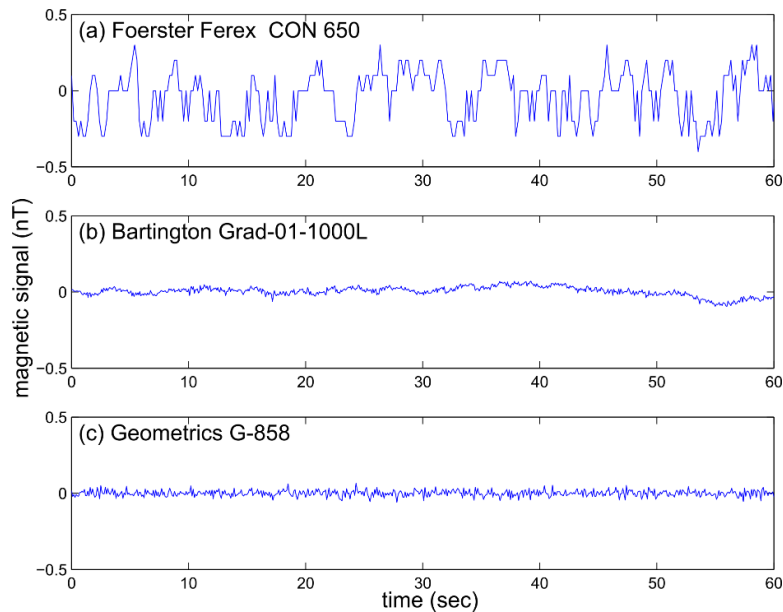 (a) Foerster Ferex CON 650
0.5
0
−0.5
0 10 20 30 40 50 60
magnetic signal (nT)
(b) Bartington Grad-01-1000L
0.5
0
−0.5
0 10 20 30 40 50 60
(c) Geometrics G-858
0.5
0
−0.5
0 10 20 30 40 50 60
time (sec)